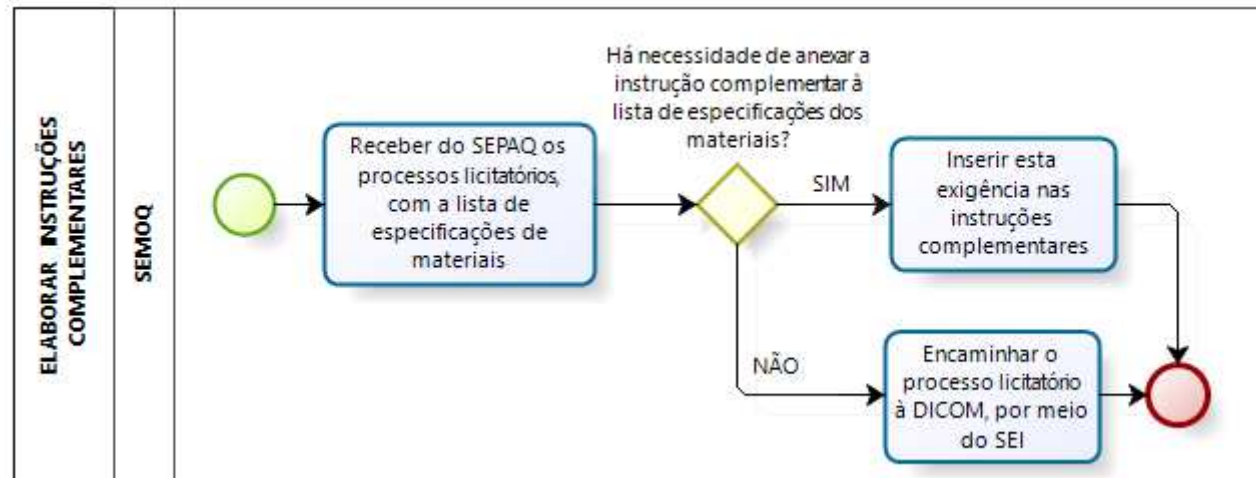 ELABORAR INSTRUÇÕES
COMPLEMENTARES
SEMOQ
Receber do SEPAQ os
processos licitatórios,
com a lista de
especificações de
materiais
Há necessidade de anexar a
instrução complementar à
lista de especificações dos
materiais?
SIM
Inserir esta
exigência nas
instruções
complementares
NÃO
Encaminhar o
processo licitatório
à DICOM, por meio
do SEI